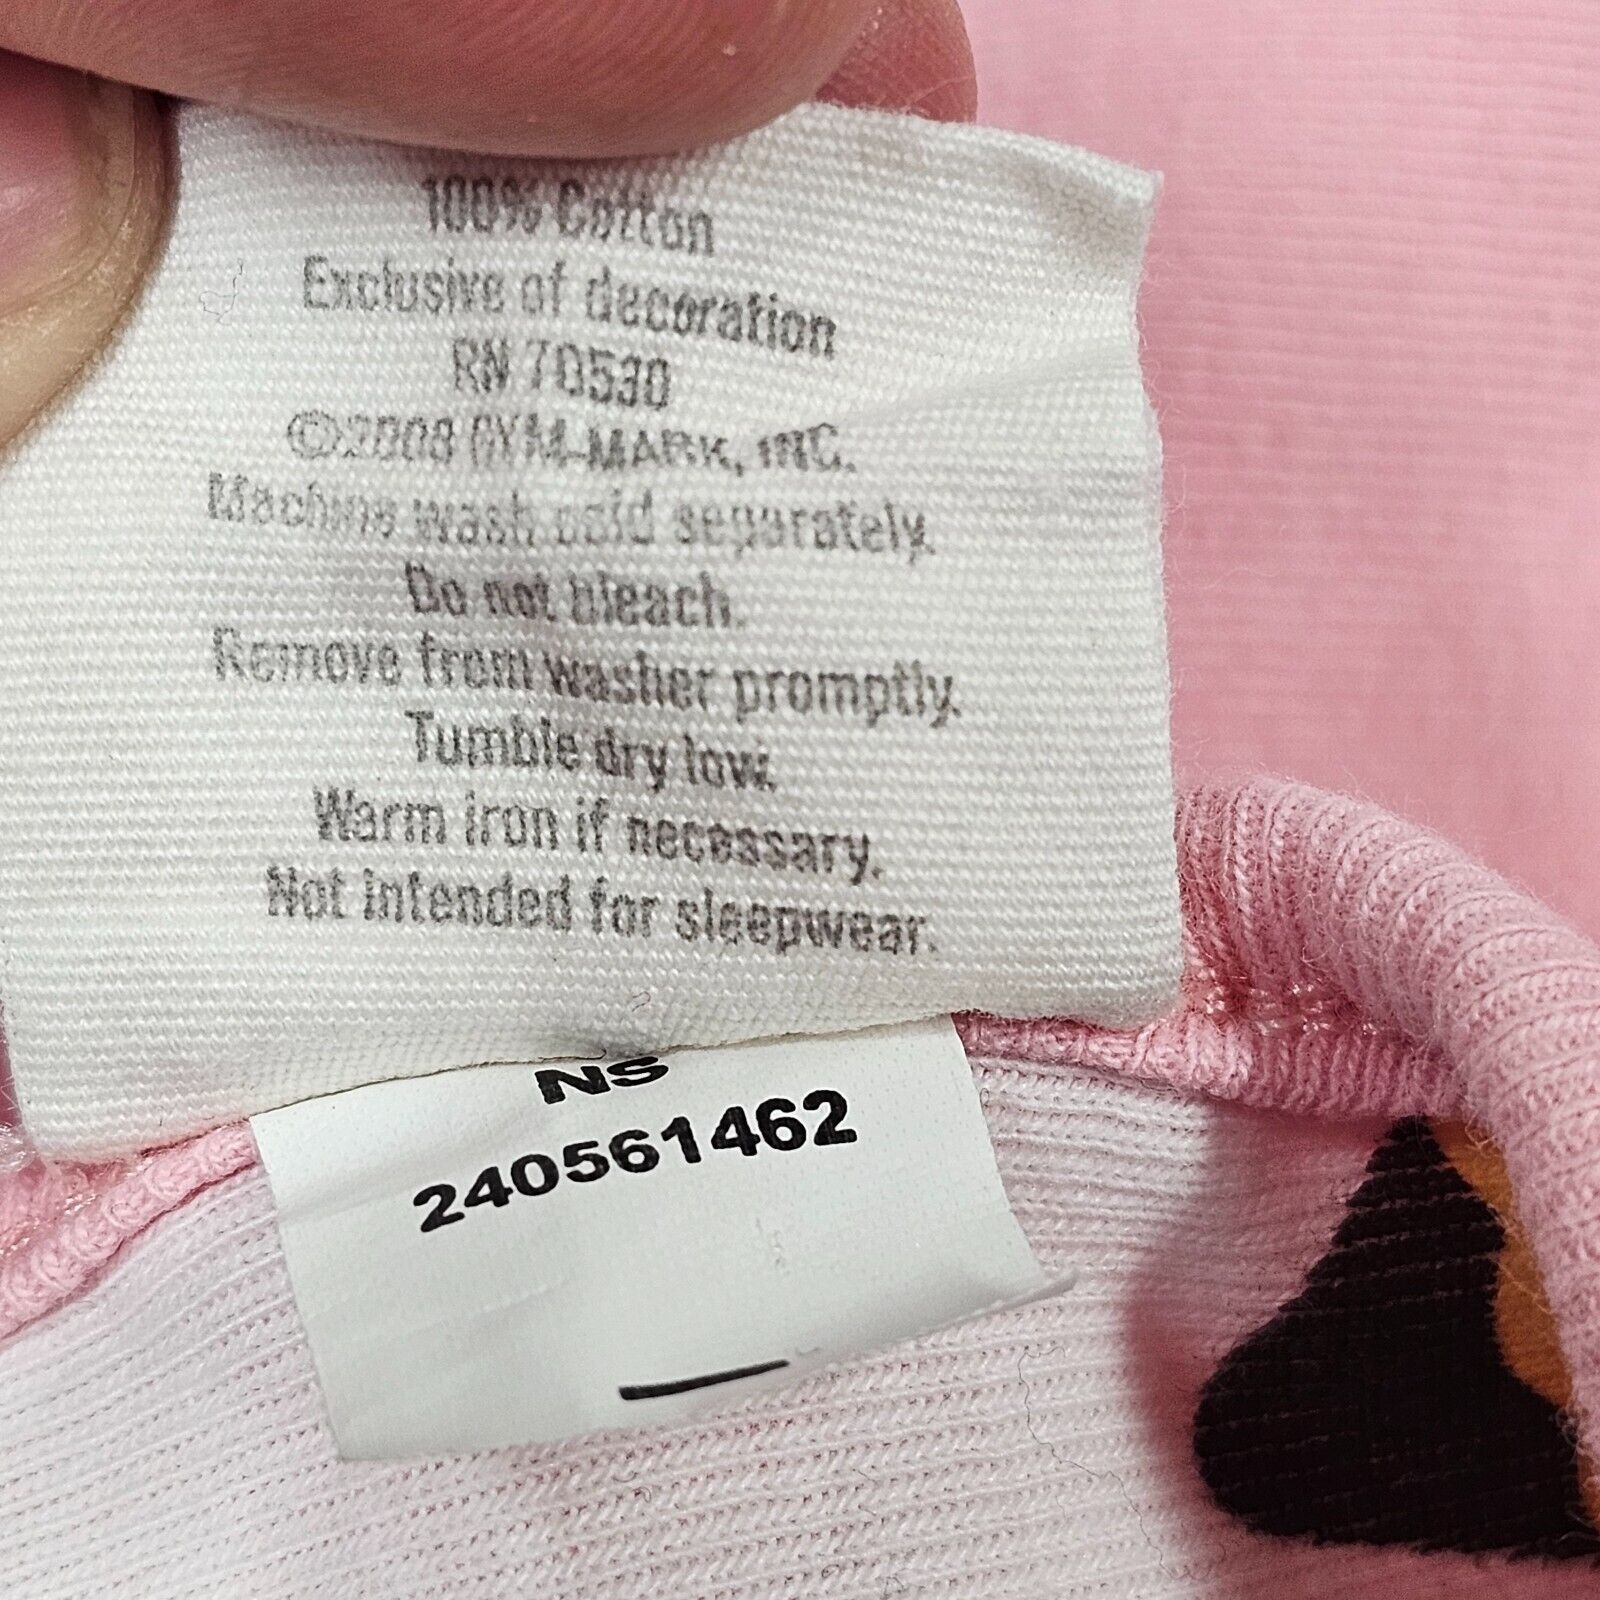 100% Cotton
Exclusive of decoration
RN 70530
©2008 GYM-MARK, INC.
Machine wash cold separately.
Do not bleach.
Remove from washer promptly.
Tumble dry low.
Warm iron if necessary.
Not intended for sleepwear.
NS
240561462